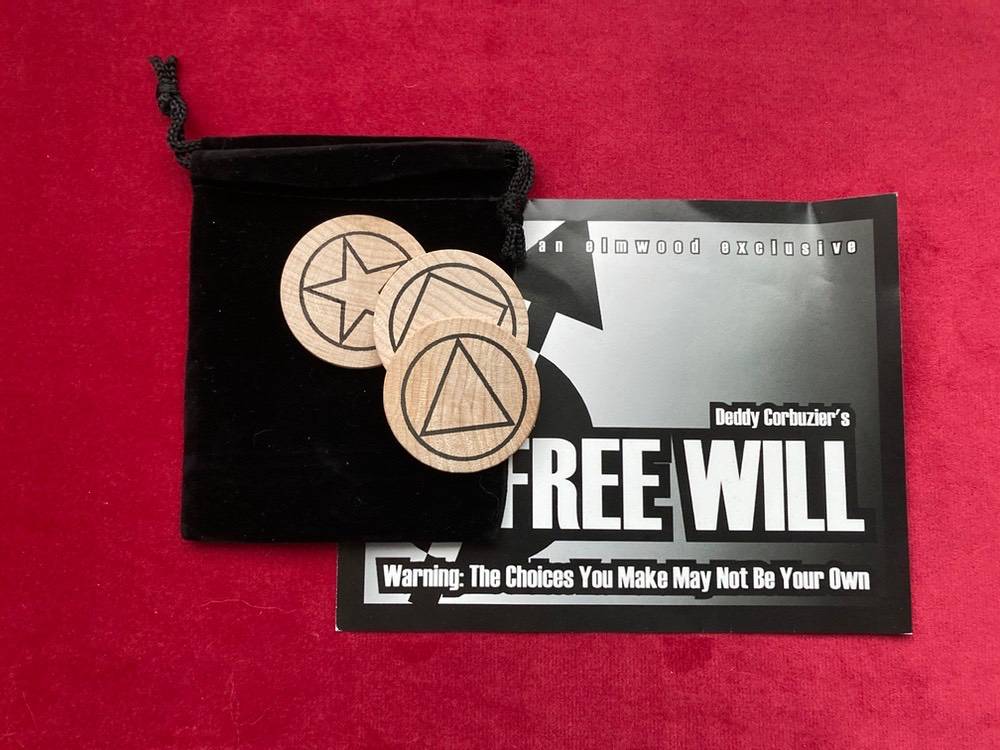 an elmwood exclusive
Deddy Corbuzier's
FREE WILL
Warning: The Choices You Make May Not Be Your Own